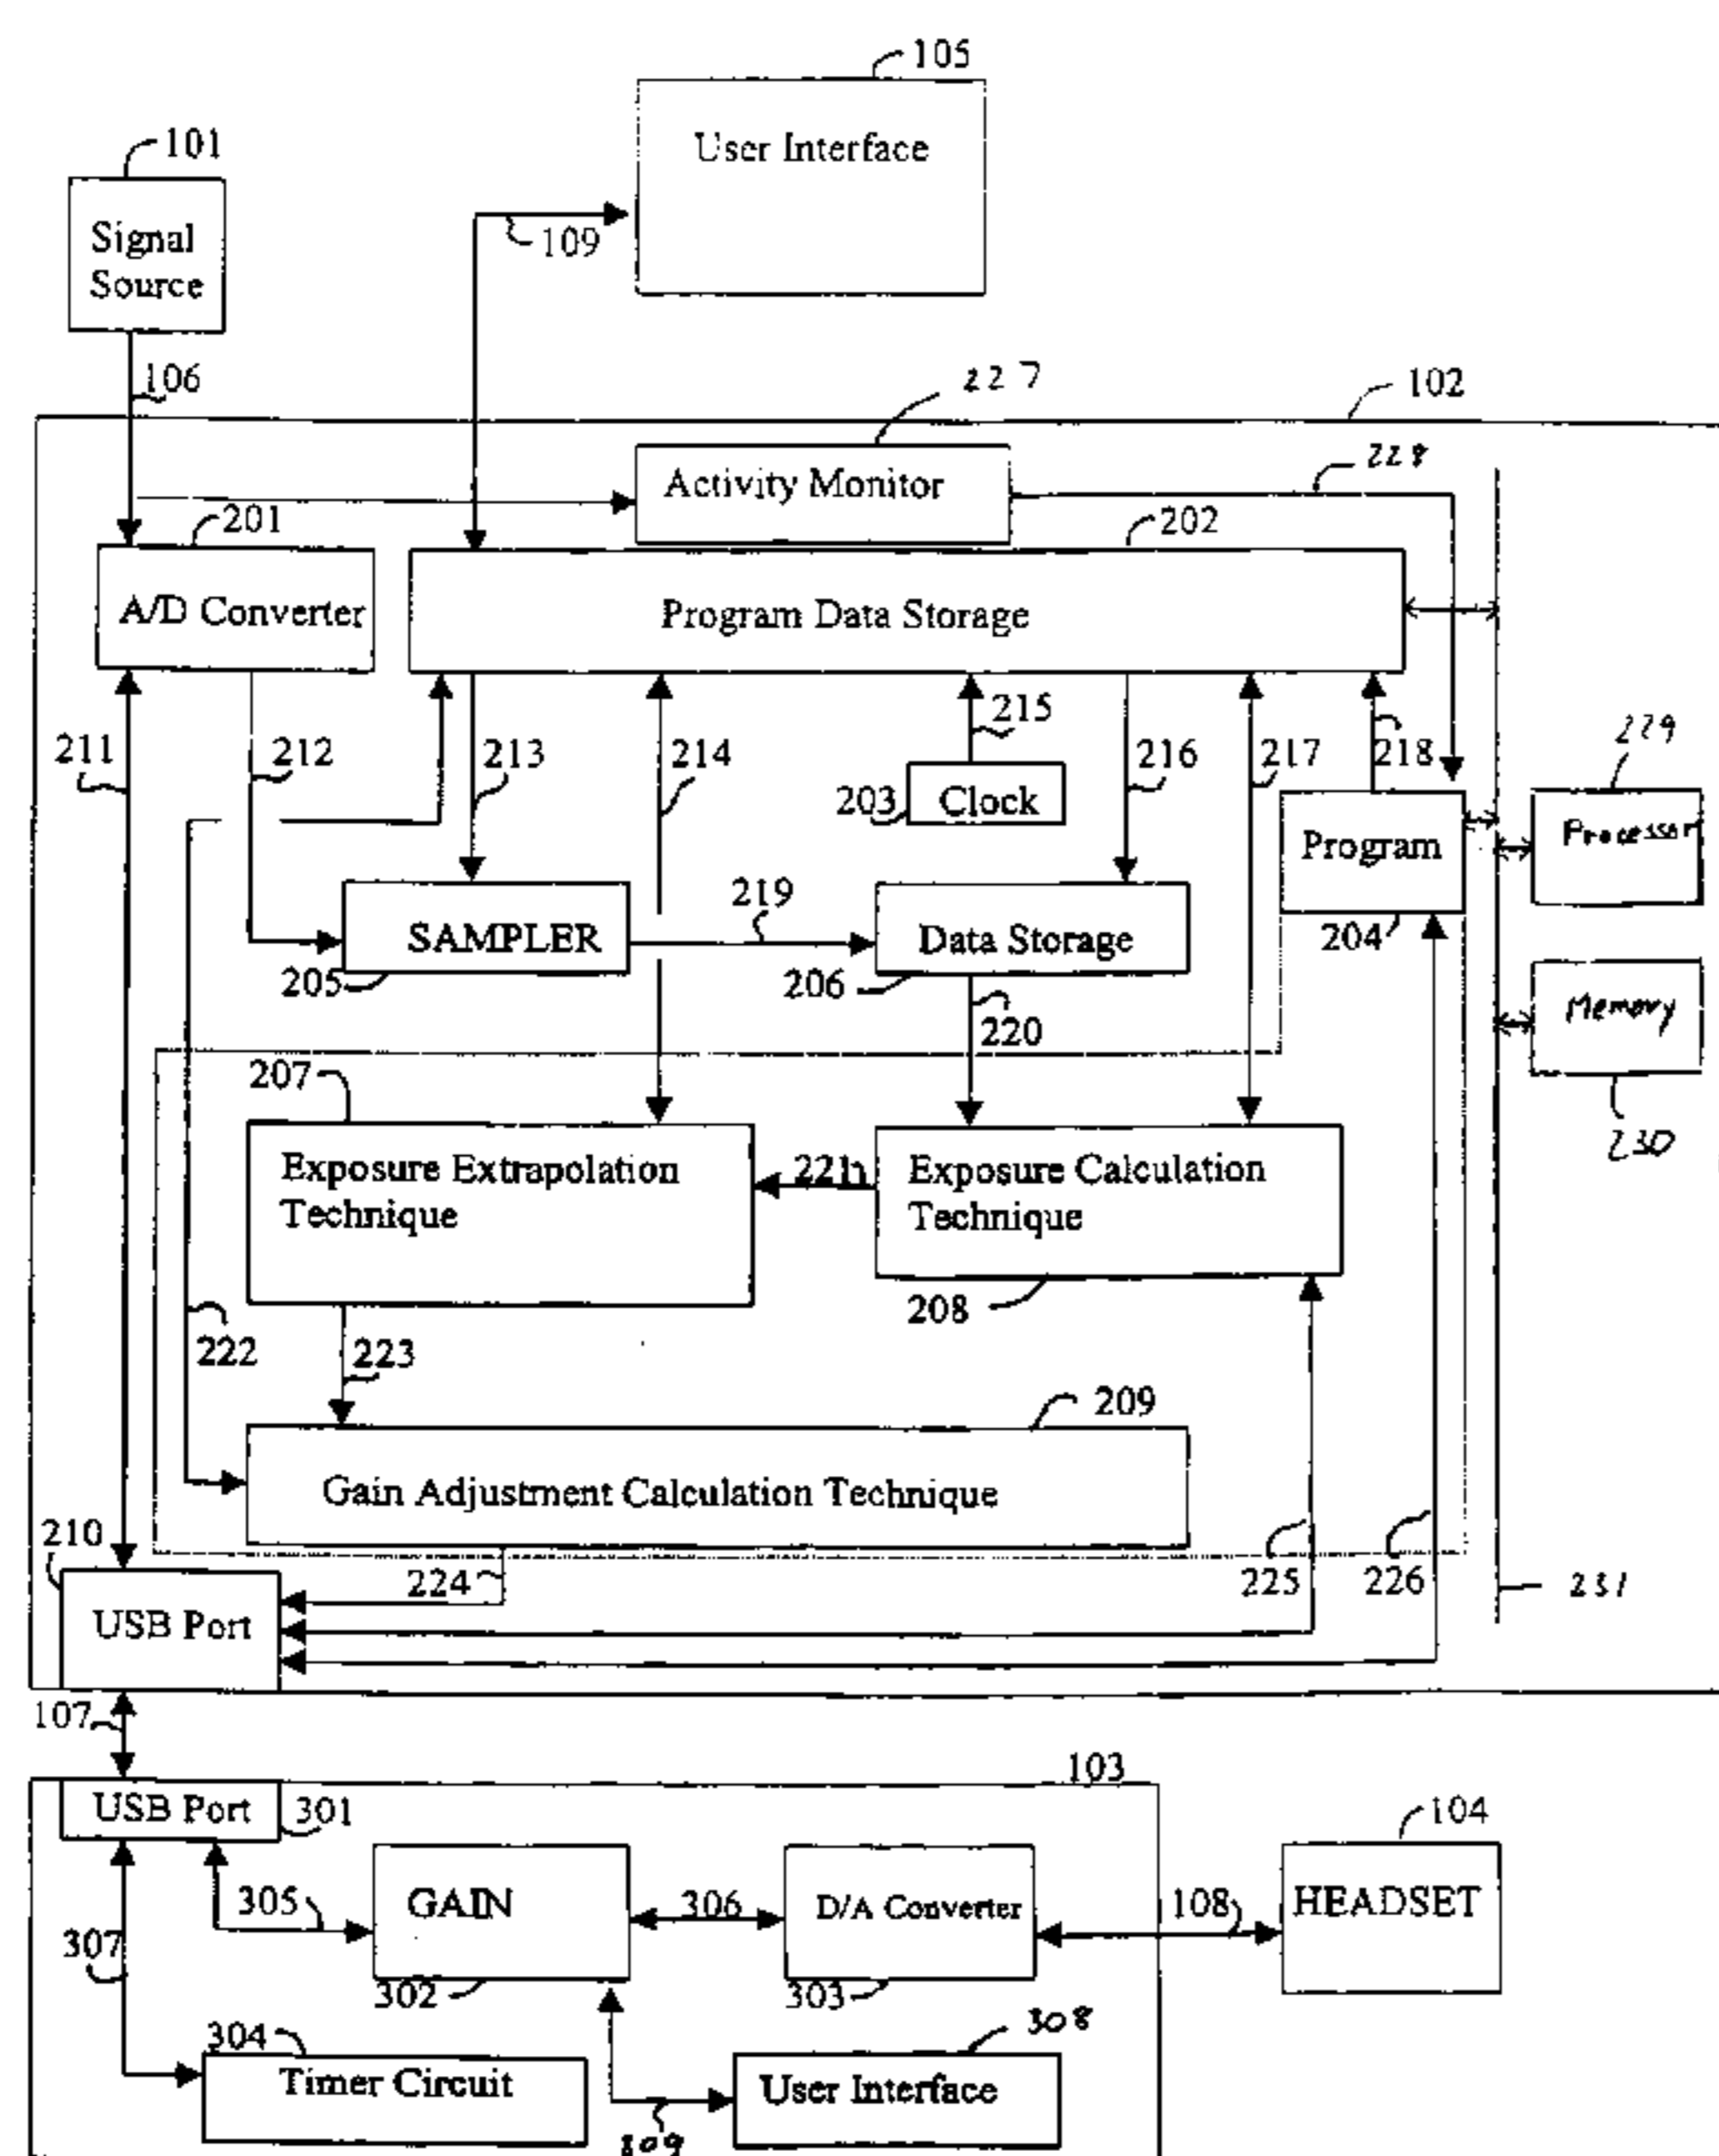 105
101
User Interface
Signal
Source
109
106
227
102
Activity Monitor
228
201
202
A/D Converter
Program Data Storage
211
212
213
214
215
216
217
218
229
203
Clock
Program
Processor
219
SAMPLER
Data Storage
204
205
206
220
Memory
207
230
Exposure Extrapolation
Technique
221
Exposure Calculation
Technique
208
222
223
209
Gain Adjustment Calculation Technique
210
224
225
226
231
USB Port
107
103
USB Port
301
104
305
GAIN
306
D/A Converter
108
HEADSET
307
302
303
304
308
Timer Circuit
User Interface